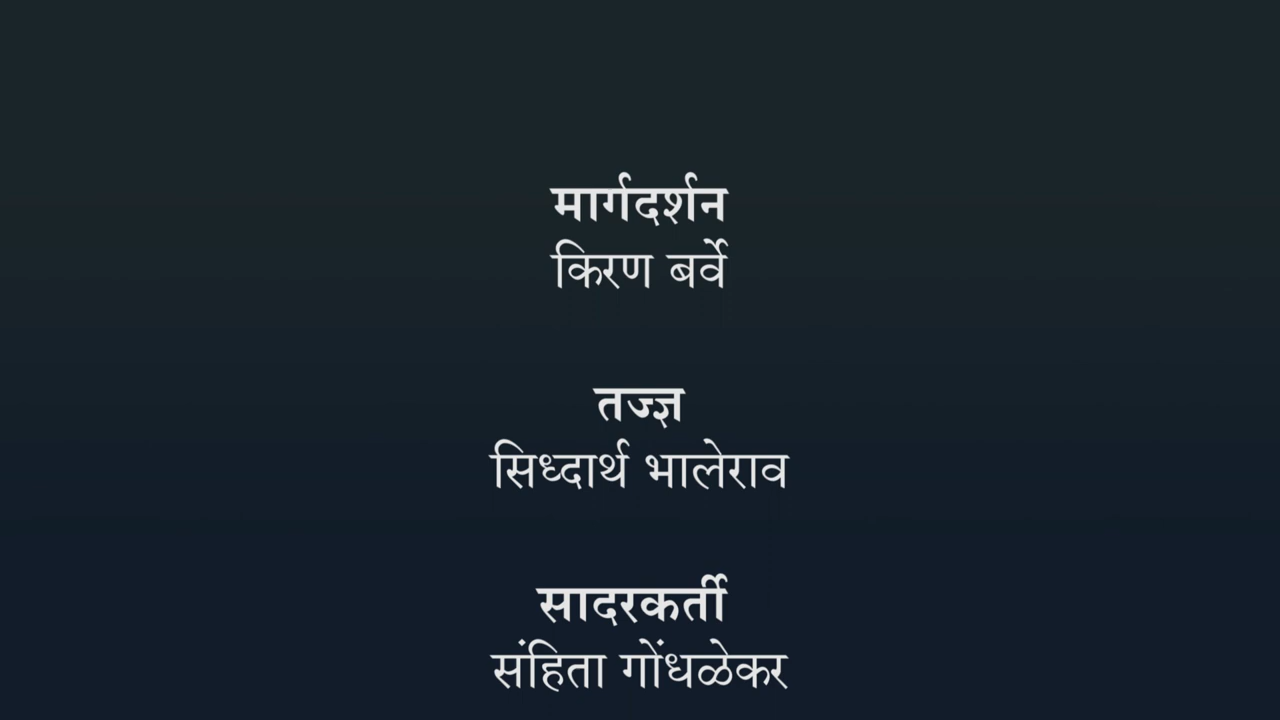 मार्गदर्शन
किरण बर्वे
तज्ज्ञ
सिध्दार्थ भालेराव
सादरकर्ती
संहिता गोंधळेकर